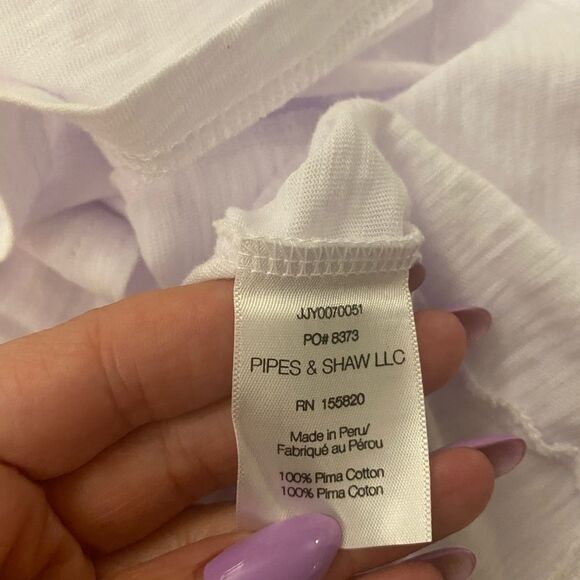 JJY0070051
PO# 8373
PIPES & SHAW LLC
RN 155820
Made in Peru/
Fabriqué au Pérou
100% Pima Cotton
100% Pima Coton